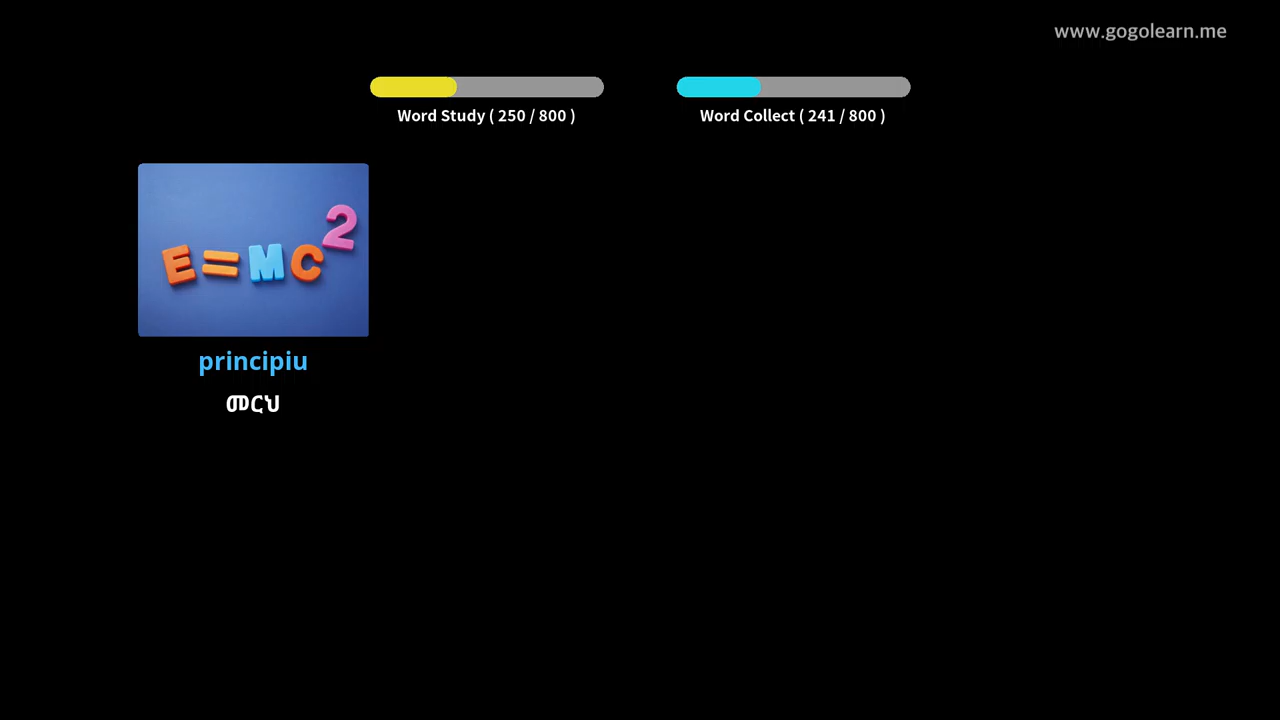 www.gogolearn.me
Word Study ( 250 / 800 )
Word Collect ( 241 / 800 )
E=MC²
principiu
መርህ